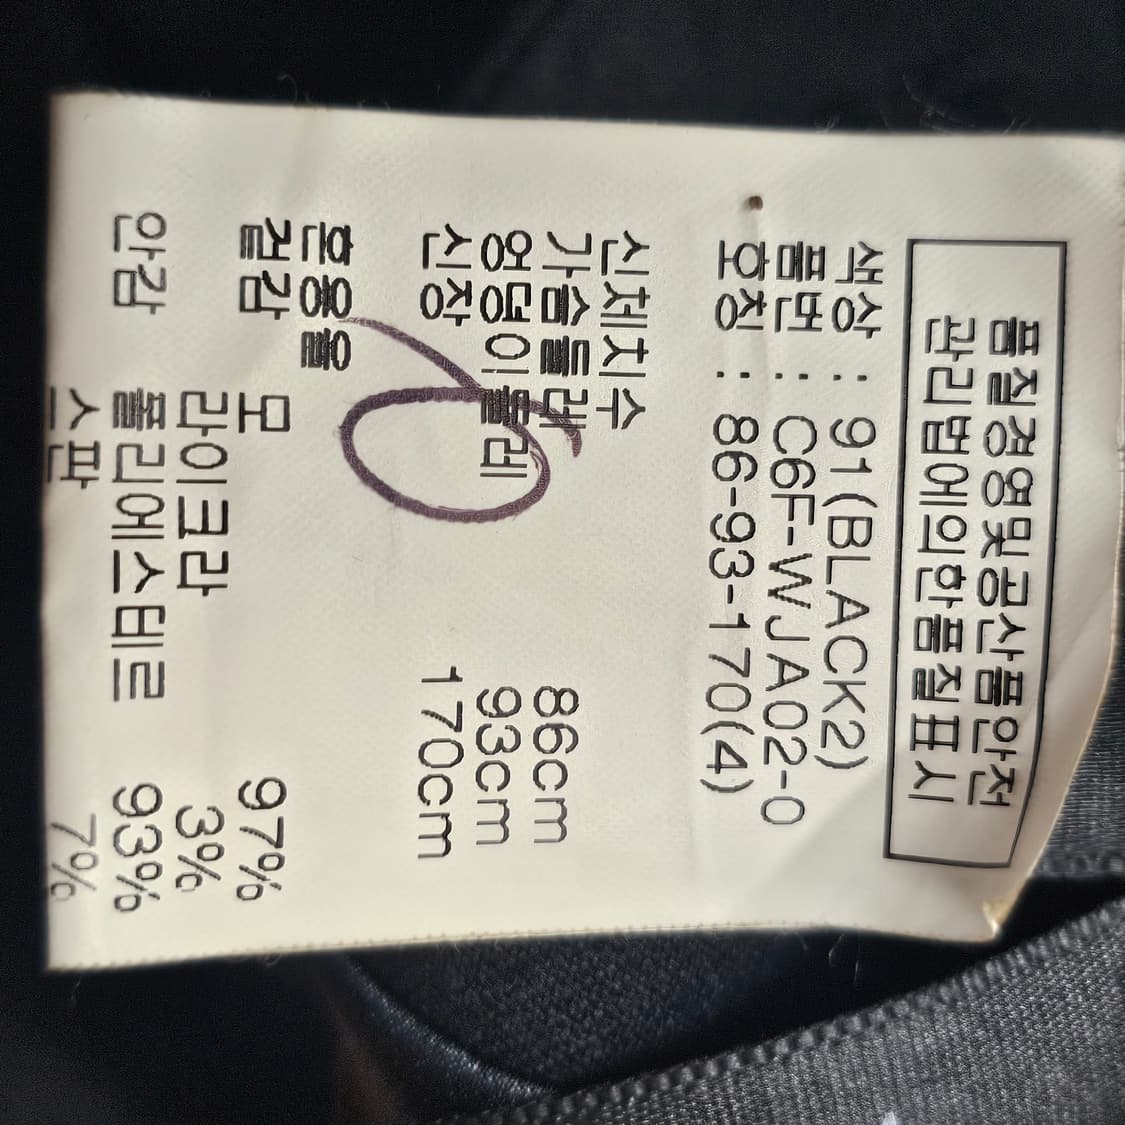 품질경영및공산품안전
관리법에의한품질표시
색상 : 91(BLACK2)
품번 : C6F-WJA02-0
호칭 : 86-93-170(4)
신체치수
가슴둘레 86cm
엉덩이둘레 93cm
신장 170cm
혼용율
겉감 모 97%
라이크라 3%
안감 폴리에스테르 93%
스판 7%